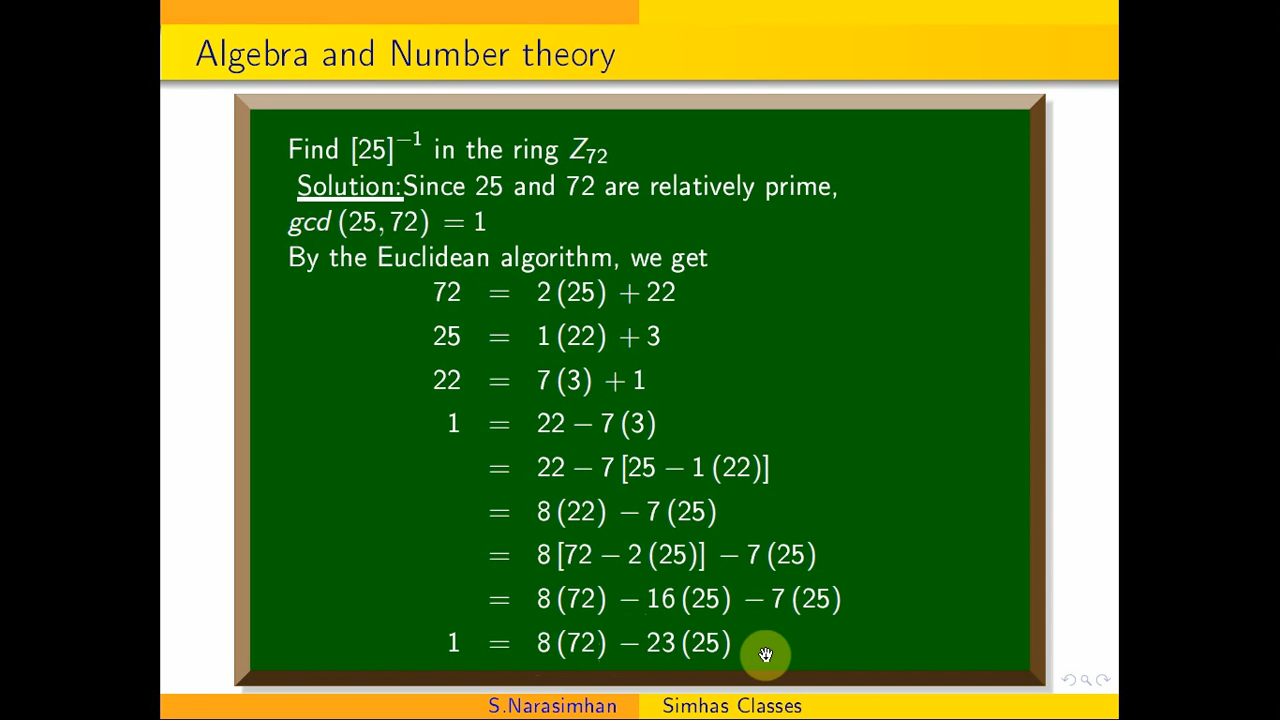 Algebra and Number theory
Find [25]⁻¹ in the ring Z₇₂
Solution:Since 25 and 72 are relatively prime,
gcd (25, 72) = 1
By the Euclidean algorithm, we get
72 = 2 (25) + 22
25 = 1 (22) + 3
22 = 7 (3) + 1
1 = 22 − 7 (3)
= 22 − 7 [25 − 1 (22)]
= 8 (22) − 7 (25)
= 8 [72 − 2 (25)] − 7 (25)
= 8 (72) − 16 (25) − 7 (25)
1 = 8 (72) − 23 (25)
S.Narasimhan Simhas Classes